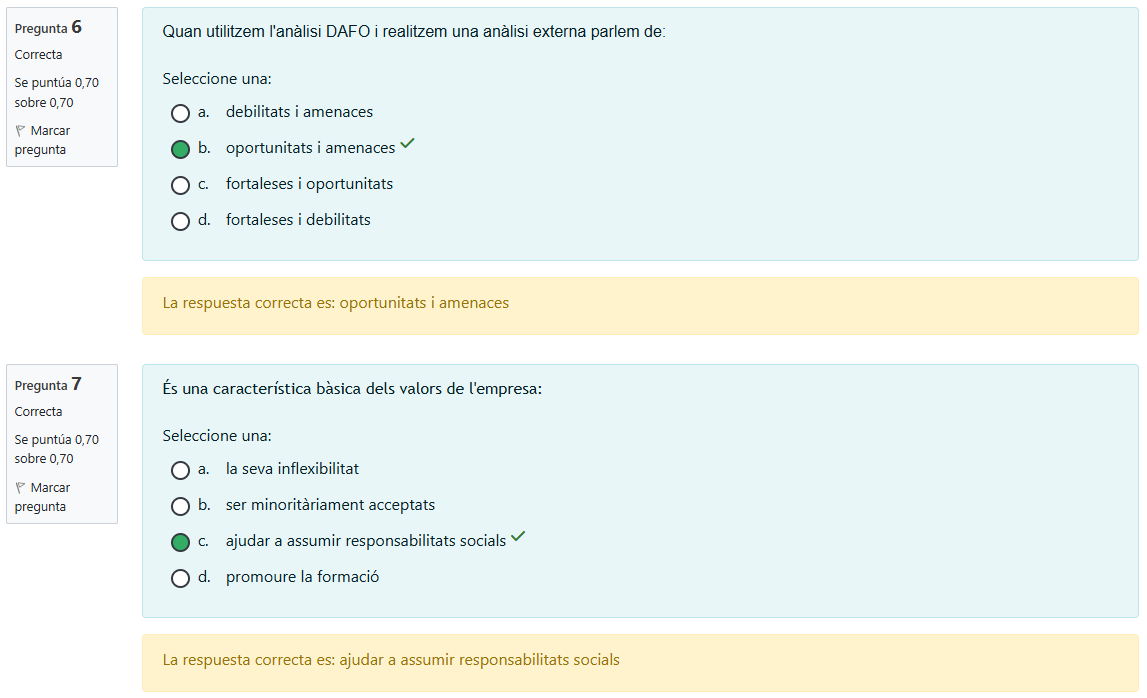 Pregunta 6
Correcta
Se puntúa 0,70
sobre 0,70
Marcar
pregunta
Quan utilitzem l'anàlisi DAFO i realitzem una anàlisi externa parlem de:
Seleccione una:
a. debilitats i amenaces
b. oportunitats i amenaces
c. fortaleses i oportunitats
d. fortaleses i debilitats
La respuesta correcta es: oportunitats i amenaces
Pregunta 7
Correcta
Se puntúa 0,70
sobre 0,70
Marcar
pregunta
És una característica bàsica dels valors de l'empresa:
Seleccione una:
a. la seva inflexibilitat
b. ser minoritàriament acceptats
c. ajudar a assumir responsabilitats socials
d. promoure la formació
La respuesta correcta es: ajudar a assumir responsabilitats socials